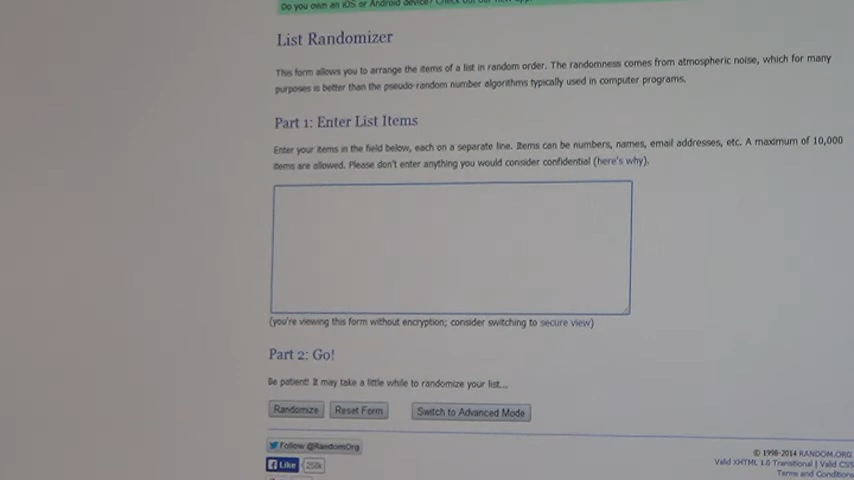 Do you own an iOS or Android device? Check out our new app!
List Randomizer
This form allows you to arrange the items of a list in random order. The randomness comes from atmospheric noise, which for many
purposes is better than the pseudo-random number algorithms typically used in computer programs.
Part 1: Enter List Items
Enter your items in the field below, each on a separate line. Items can be numbers, names, email addresses, etc. A maximum of 10,000
items are allowed. Please don't enter anything you would consider confidential (here's why).
(you're viewing this form without encryption; consider switching to secure view)
Part 2: Go!
Be patient! It may take a little while to randomize your list...
Randomize Reset Form Switch to Advanced Mode
Follow @RandomOrg
Like 258k
© 1998-2014 RANDOM.ORG
Valid XHTML 1.0 Transitional | Valid CSS
Terms and Conditions